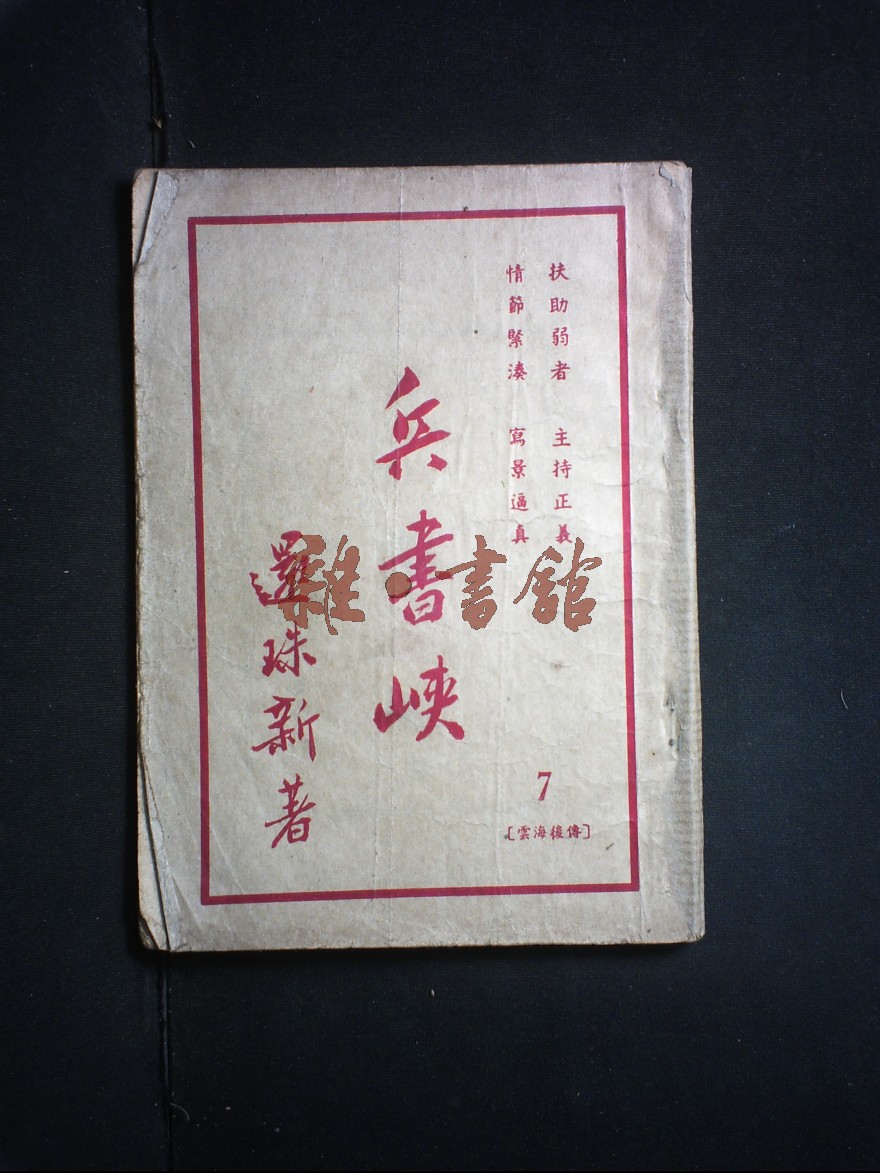 扶助弱者　主持正義
情節緊湊　寫景逼真
兵書峽
還珠新著
7
[雲海後傳]
雜·書館